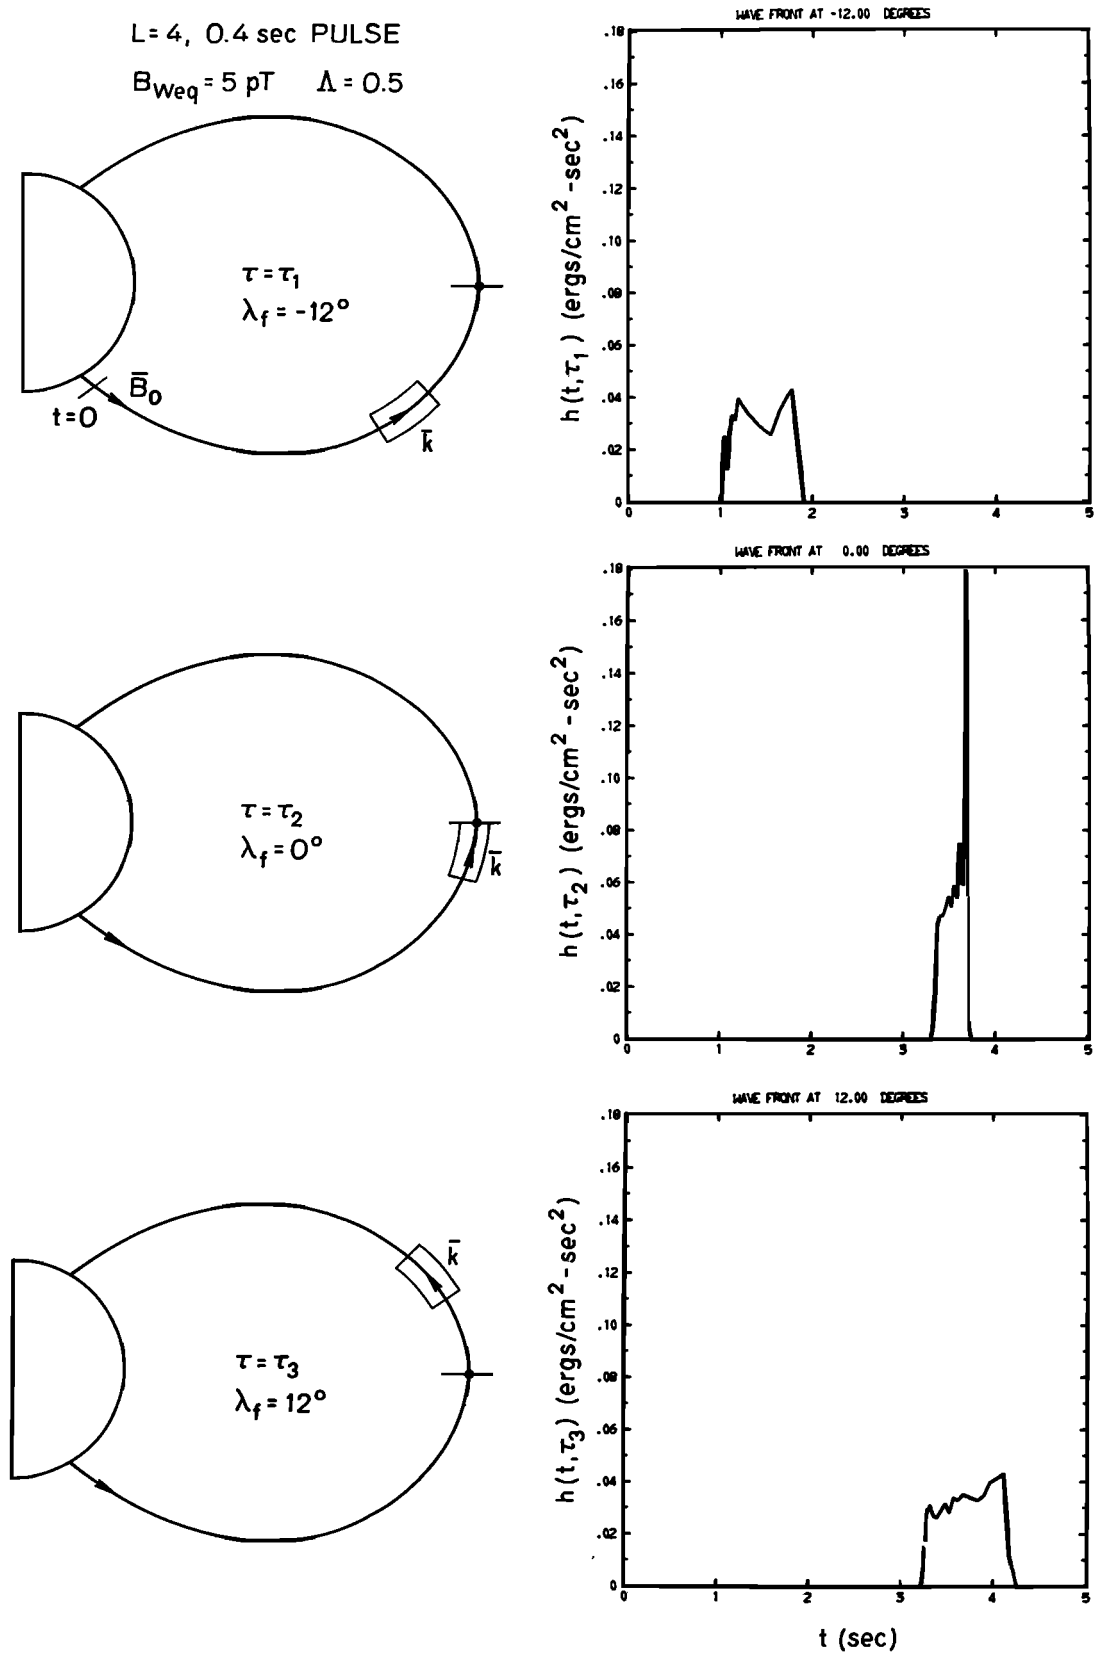 L=4, 0.4 sec PULSE
B_Weq = 5 pT Λ = 0.5
τ = τ₁
λ_f = -12°
B̄₀
t=0
k̄
WAVE FRONT AT -12.00 DEGREES
h(t,τ₁) (ergs/cm²-sec²)
.18
.16
.14
.12
.10
.08
.06
.04
.02
0
0 1 2 3 4 5
τ = τ₂
λ_f = 0°
k̄
WAVE FRONT AT 0.00 DEGREES
h(t,τ₂) (ergs/cm²-sec²)
.18
.16
.14
.12
.10
.08
.06
.04
.02
0
0 1 2 3 4 5
τ = τ₃
λ_f = 12°
k̄
WAVE FRONT AT 12.00 DEGREES
h(t,τ₃) (ergs/cm²-sec²)
.18
.16
.14
.12
.10
.08
.06
.04
.02
0
0 1 2 3 4 5
t (sec)